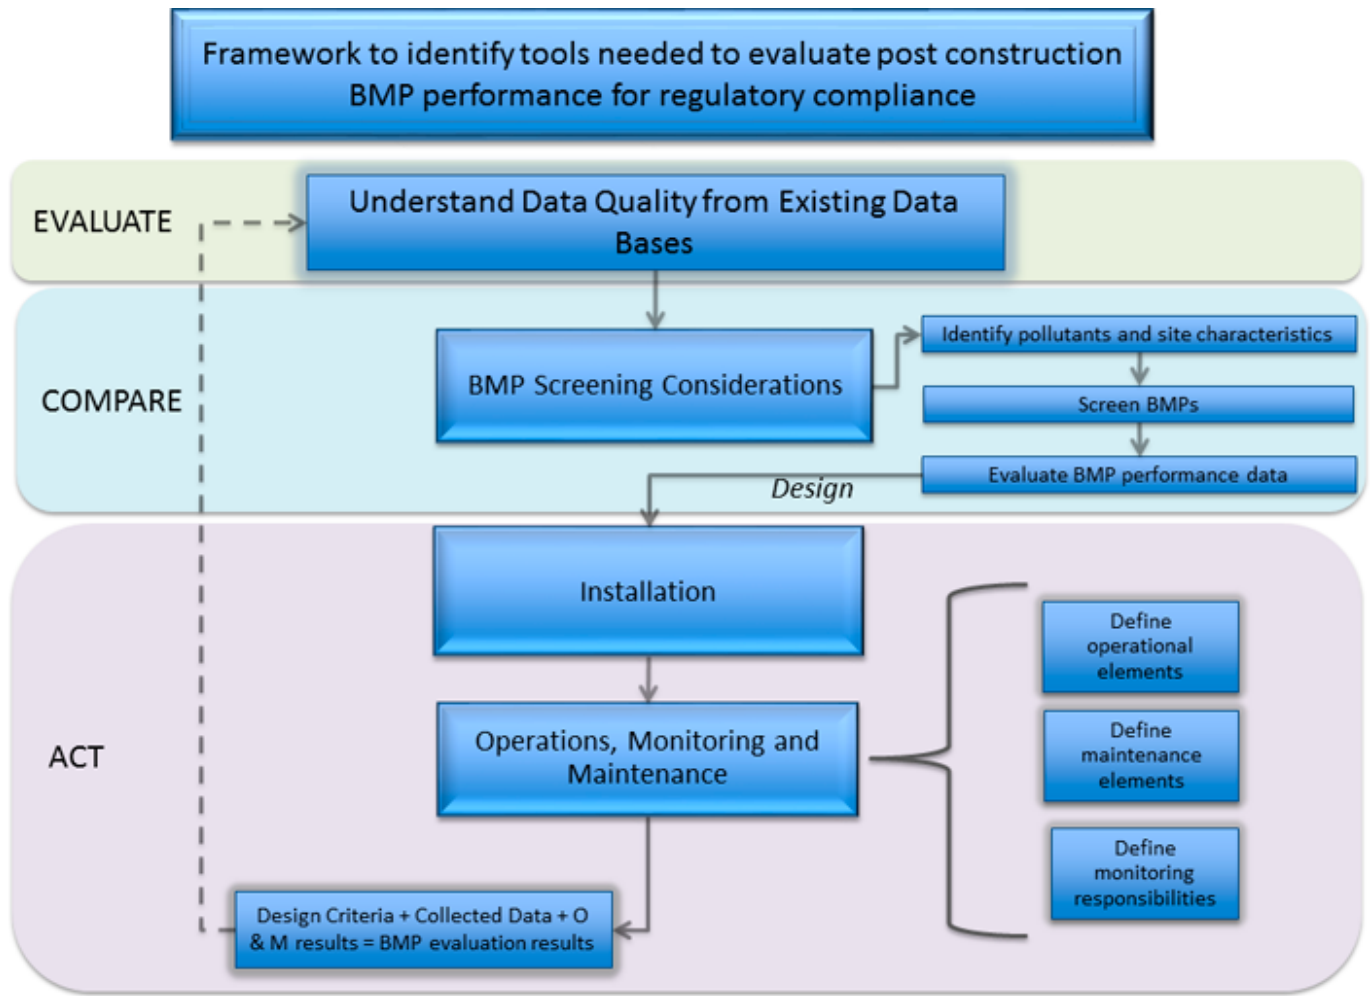 Framework to identify tools needed to evaluate post construction
BMP performance for regulatory compliance
EVALUATE
Understand Data Quality from Existing Data
Bases
COMPARE
BMP Screening Considerations
Identify pollutants and site characteristics
Screen BMPs
Evaluate BMP performance data
Design
ACT
Installation
Operations, Monitoring and
Maintenance
Define
operational
elements
Define
maintenance
elements
Define
monitoring
responsibilities
Design Criteria + Collected Data + O
& M results = BMP evaluation results